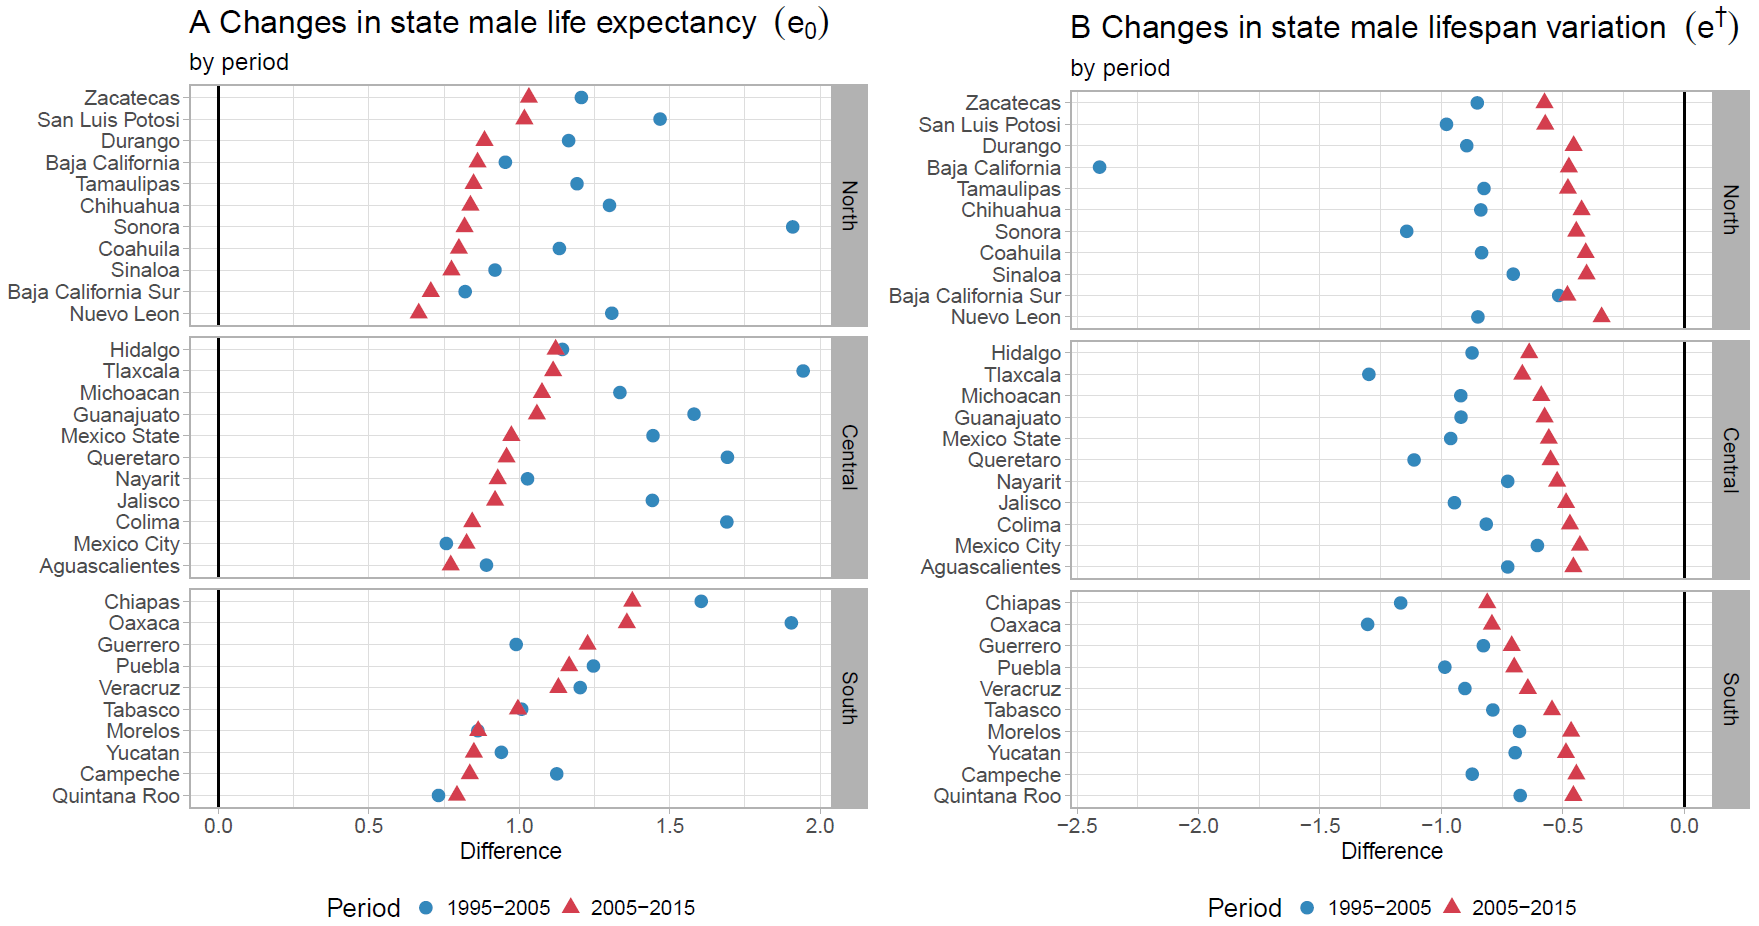 A Changes in state male life expectancy (e₀)
by period
Zacatecas
San Luis Potosi
Durango
Baja California
Tamaulipas
Chihuahua
Sonora
Coahuila
Sinaloa
Baja California Sur
Nuevo Leon
North
Hidalgo
Tlaxcala
Michoacan
Guanajuato
Mexico State
Queretaro
Nayarit
Jalisco
Colima
Mexico City
Aguascalientes
Central
Chiapas
Oaxaca
Guerrero
Puebla
Veracruz
Tabasco
Morelos
Yucatan
Campeche
Quintana Roo
South
0.0 0.5 1.0 1.5 2.0
Difference
Period 1995−2005 2005−2015
B Changes in state male lifespan variation (e†)
by period
Zacatecas
San Luis Potosi
Durango
Baja California
Tamaulipas
Chihuahua
Sonora
Coahuila
Sinaloa
Baja California Sur
Nuevo Leon
North
Hidalgo
Tlaxcala
Michoacan
Guanajuato
Mexico State
Queretaro
Nayarit
Jalisco
Colima
Mexico City
Aguascalientes
Central
Chiapas
Oaxaca
Guerrero
Puebla
Veracruz
Tabasco
Morelos
Yucatan
Campeche
Quintana Roo
South
−2.5 −2.0 −1.5 −1.0 −0.5 0.0
Difference
Period 1995−2005 2005−2015